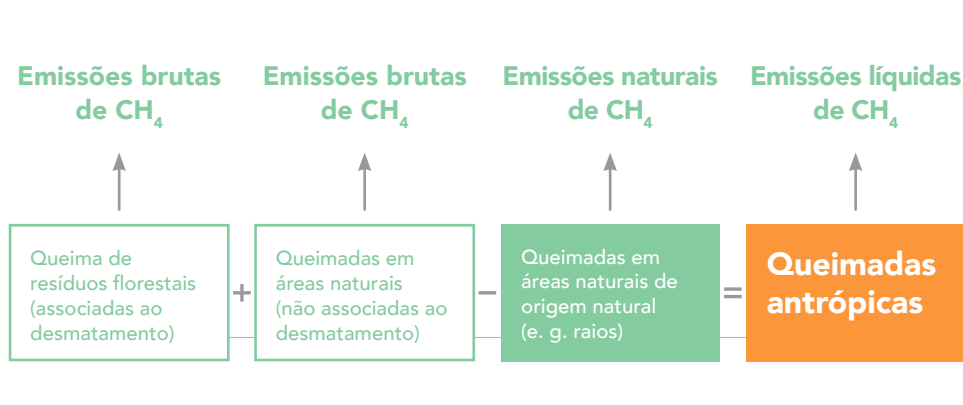 Emissões brutas
de CH₄
Emissões brutas
de CH₄
Emissões naturais
de CH₄
Emissões líquidas
de CH₄
Queima de
resíduos florestais
(associadas ao
desmatamento)
+
Queimadas em
áreas naturais
(não associadas ao
desmatamento)
–
Queimadas em
áreas naturais de
origem natural
(e. g. raios)
=
Queimadas
antrópicas